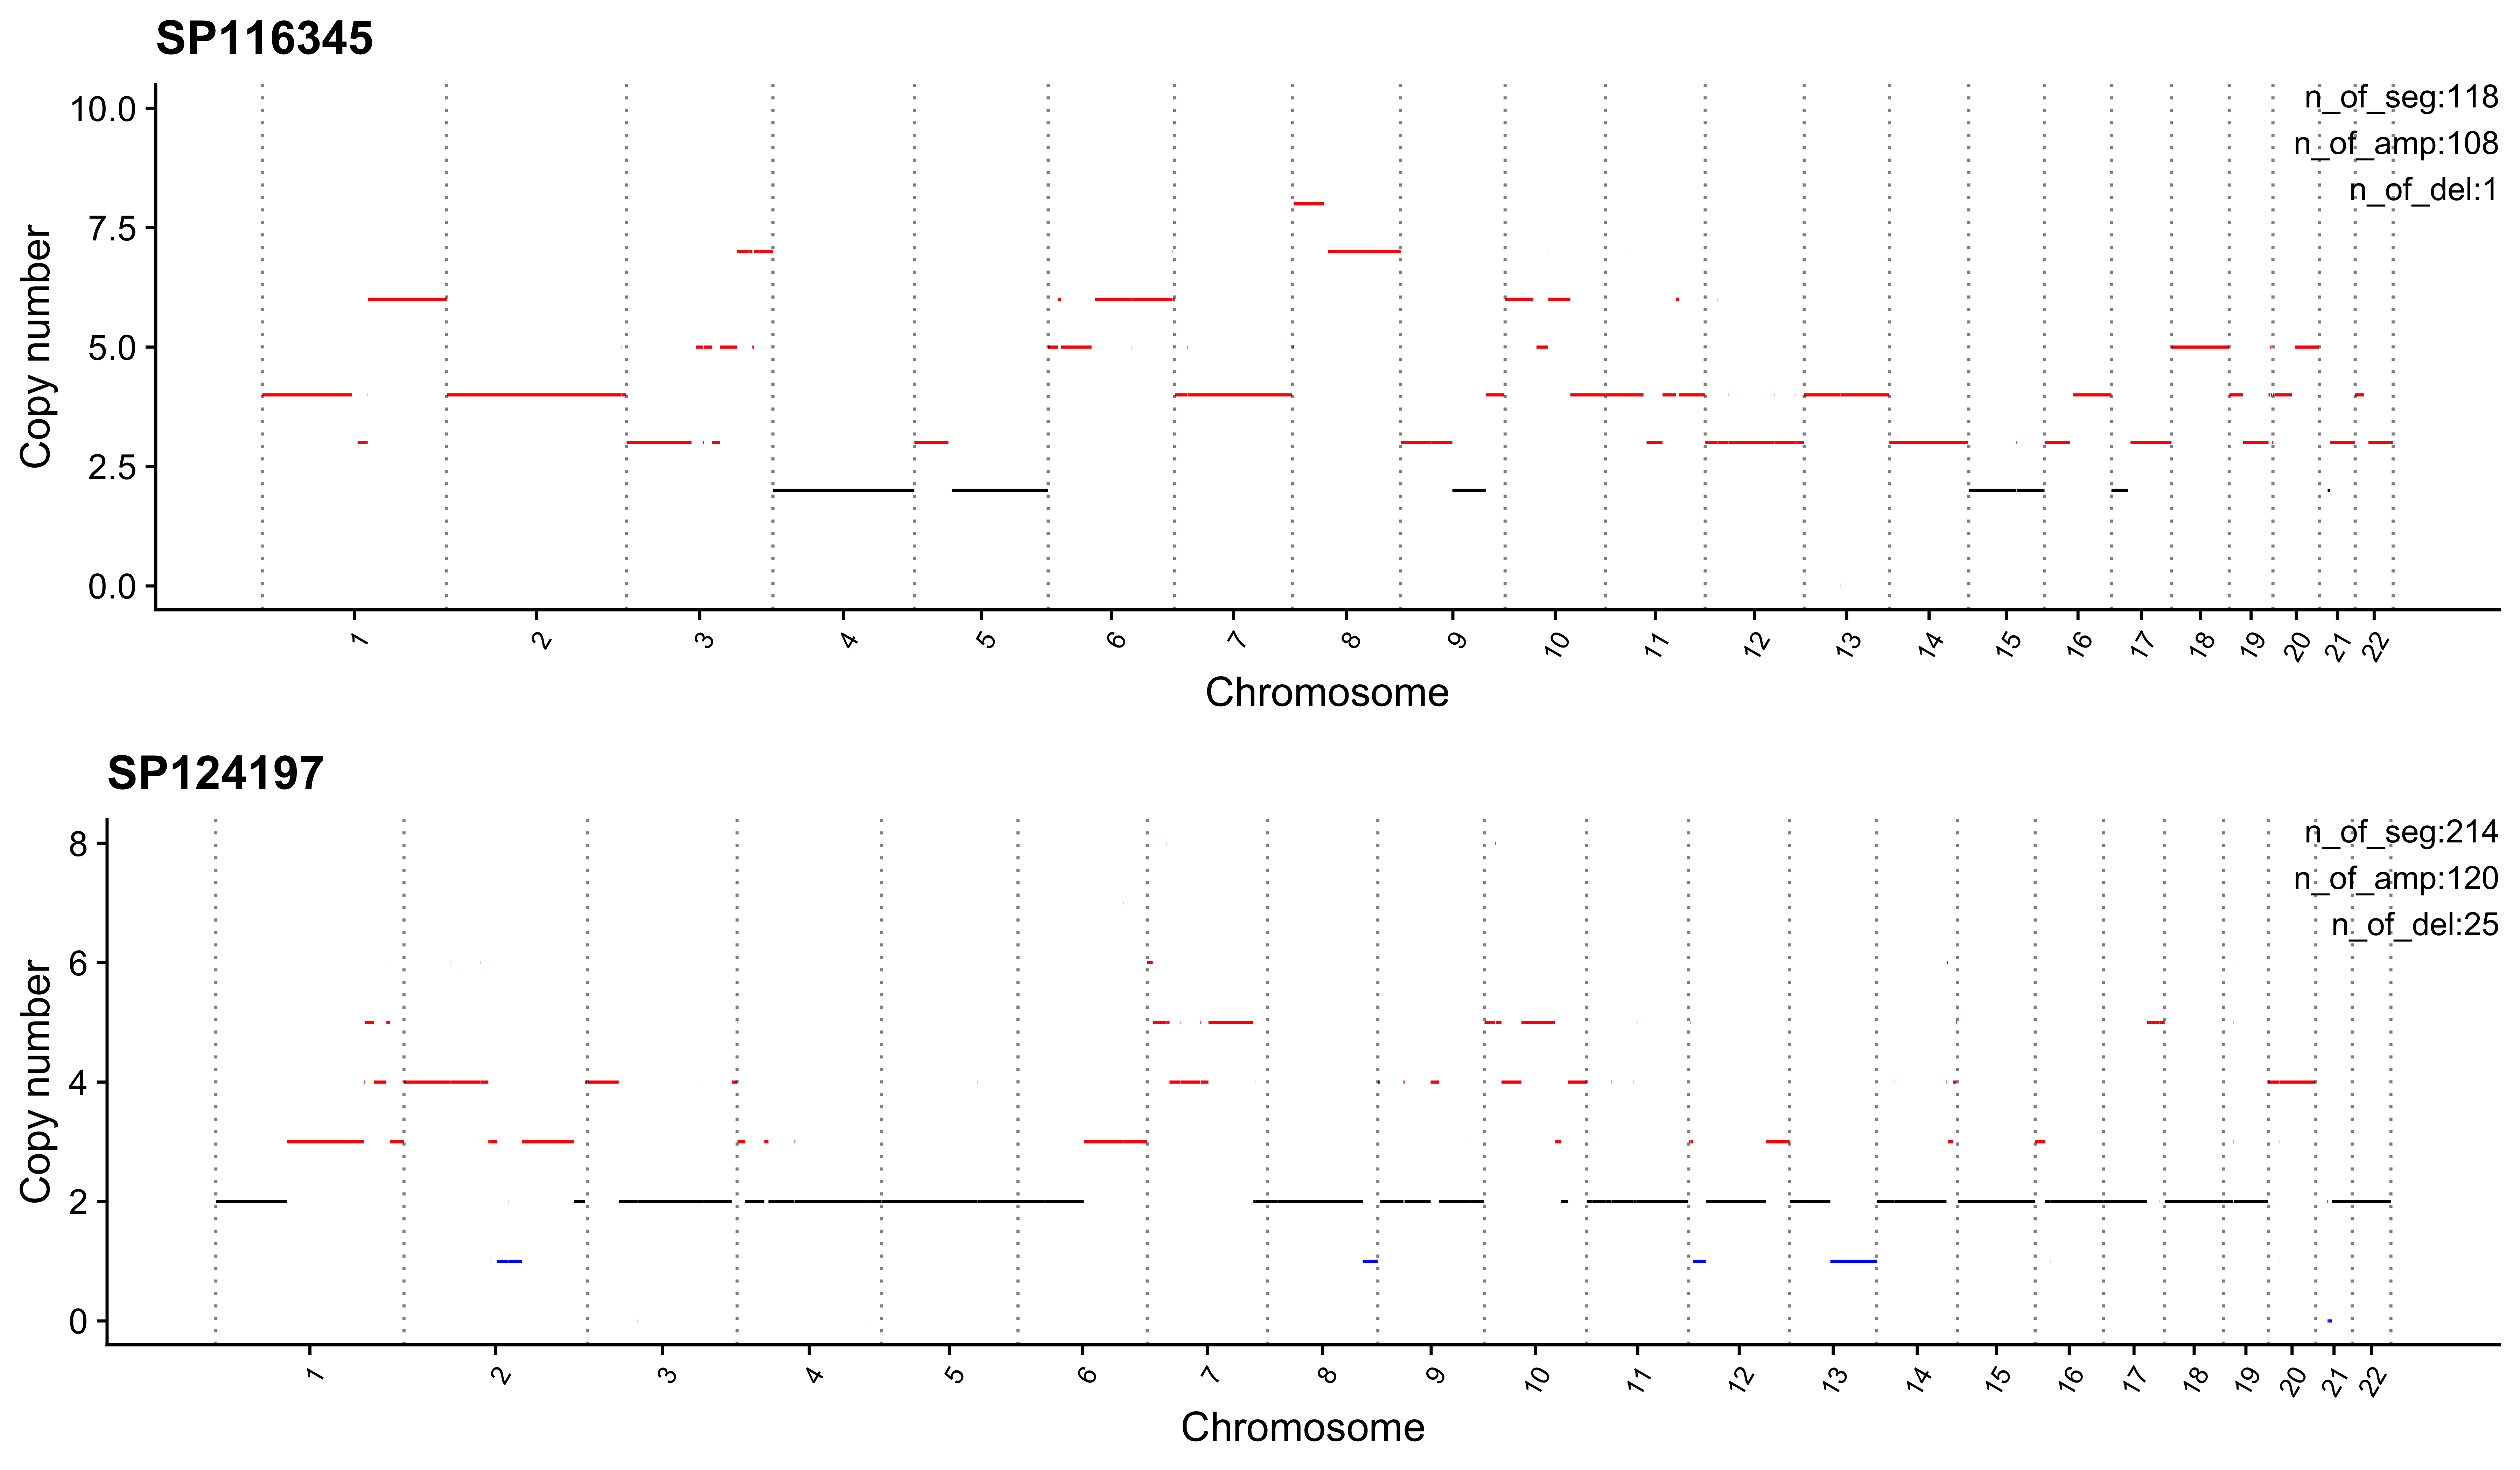 SP116345
n_of_seg:118
n_of_amp:108
n_of_del:1
10.0
7.5
5.0
2.5
0.0
Copy number
1 2 3 4 5 6 7 8 9 10 11 12 13 14 15 16 17 18 19 20 21 22
Chromosome
SP124197
n_of_seg:214
n_of_amp:120
n_of_del:25
8
6
4
2
0
Copy number
1 2 3 4 5 6 7 8 9 10 11 12 13 14 15 16 17 18 19 20 21 22
Chromosome